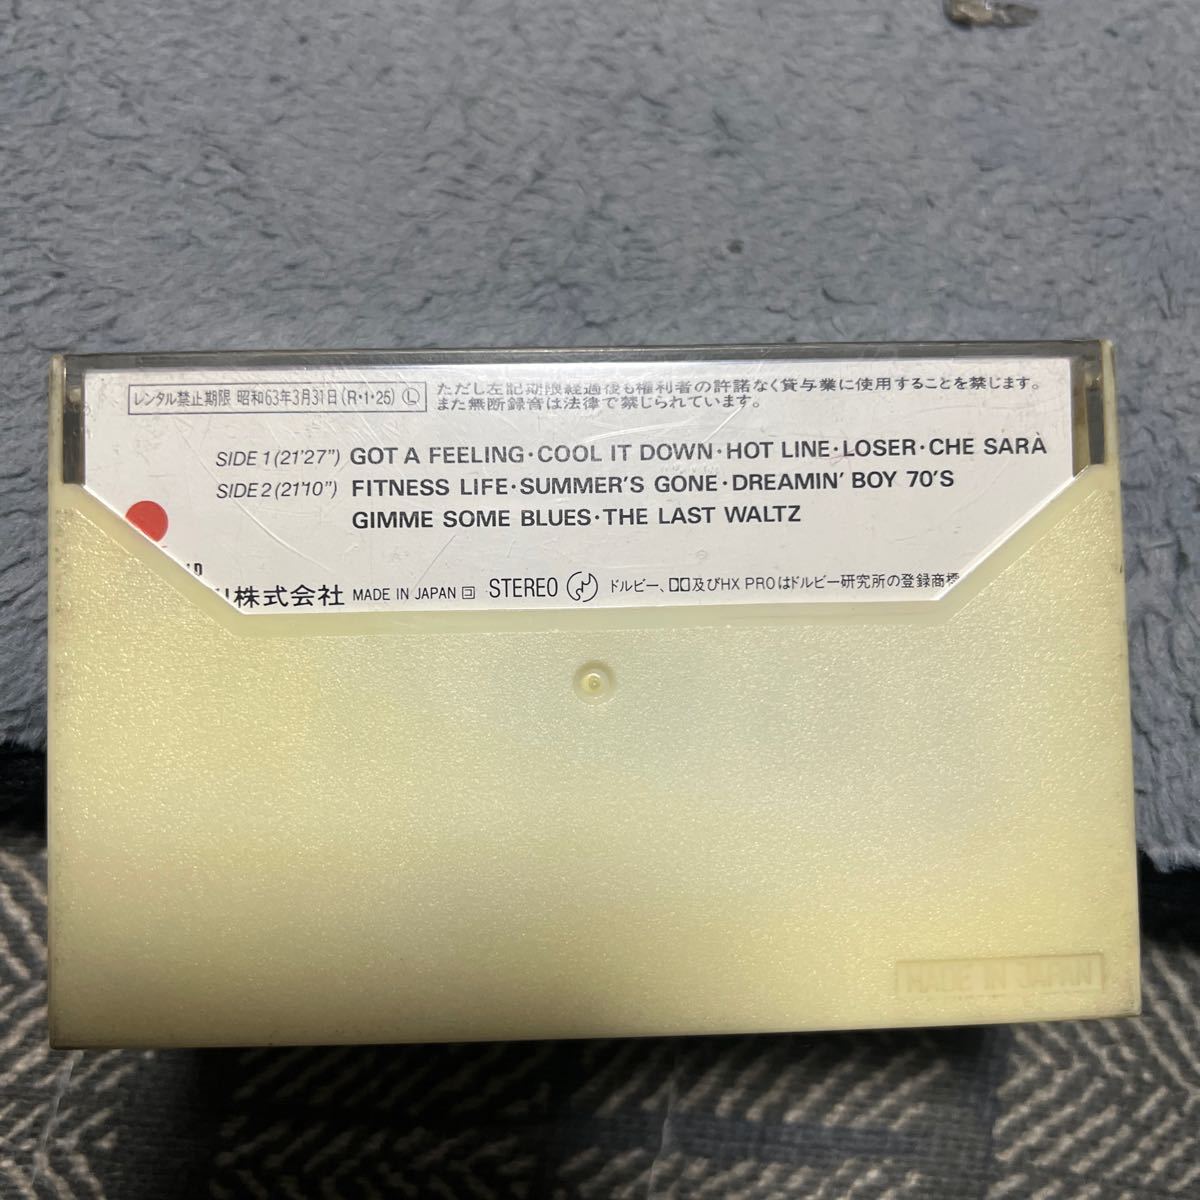 レンタル禁止期限 昭和63年3月31日(R・1・25) Ⓛ
ただし左記期限経過後も権利者の許諾なく貸与業に使用することを禁じます。
また無断録音は法律で禁じられています。
SIDE 1 (21'27") GOT A FEELING・COOL IT DOWN・HOT LINE・LOSER・CHE SARÀ
SIDE 2 (21'10") FITNESS LIFE・SUMMER'S GONE・DREAMIN' BOY 70'S
GIMME SOME BLUES・THE LAST WALTZ
株式会社 MADE IN JAPAN STEREO ドルビー、及びHX PROはドルビー研究所の登録商標
MADE IN JAPAN